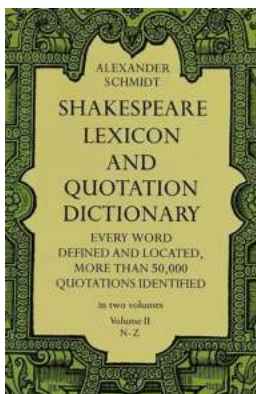 ALEXANDER
SCHMIDT
SHAKESPEARE
LEXICON
AND
QUOTATION
DICTIONARY
EVERY WORD
DEFINED AND LOCATED,
MORE THAN 50,000
QUOTATIONS IDENTIFIED
in two volumes
Volume II
N-Z